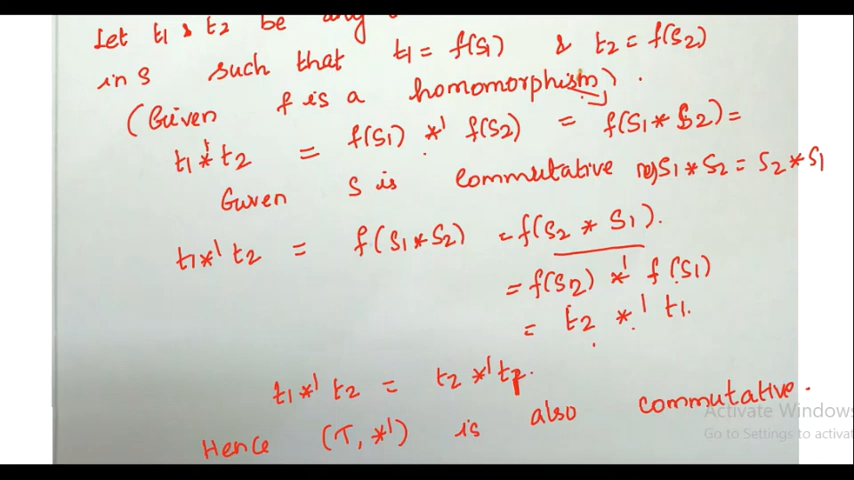 Let t1 & t2 be any
in S such that t1 = f(S1) & t2 = f(S2)
(Given f is a homomorphism).
t1 *' t2 = f(S1) *' f(S2) = f(S1 * S2) =
Given S is commutative S1 * S2 = S2 * S1
t1 *' t2 = f(S1 * S2) = f(S2 * S1).
= f(S2) *' f(S1)
= t2 *' t1.
t1 *' t2 = t2 *' t1.
Hence (T, *') is also commutative.
Activate Windows
Go to Settings to activat